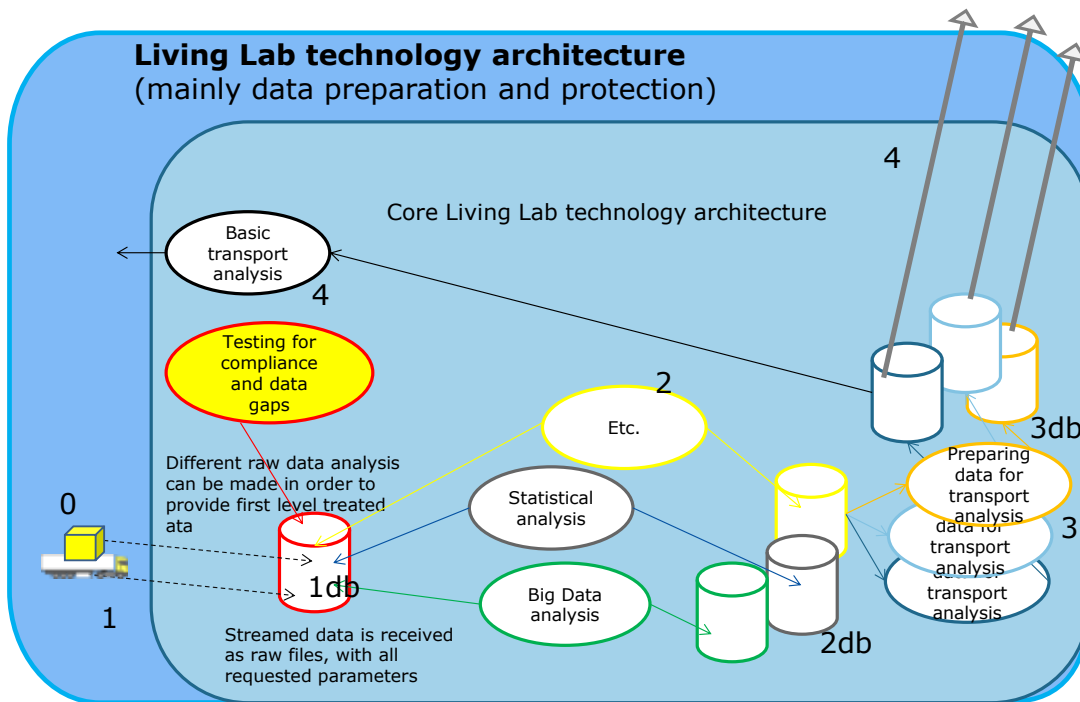 Living Lab technology architecture
(mainly data preparation and protection)
4
Core Living Lab technology architecture
Basic
transport
analysis
4
Testing for
compliance
and data
gaps
2
Etc.
3db
Preparing
data for
transport
analysis
Different raw data analysis
can be made in order to
provide first level treated
ata
Statistical
analysis
0
data for
transport
analysis
3
1db
Big Data
analysis
transport
analysis
1
Streamed data is received
as raw files, with all
requested parameters
2db